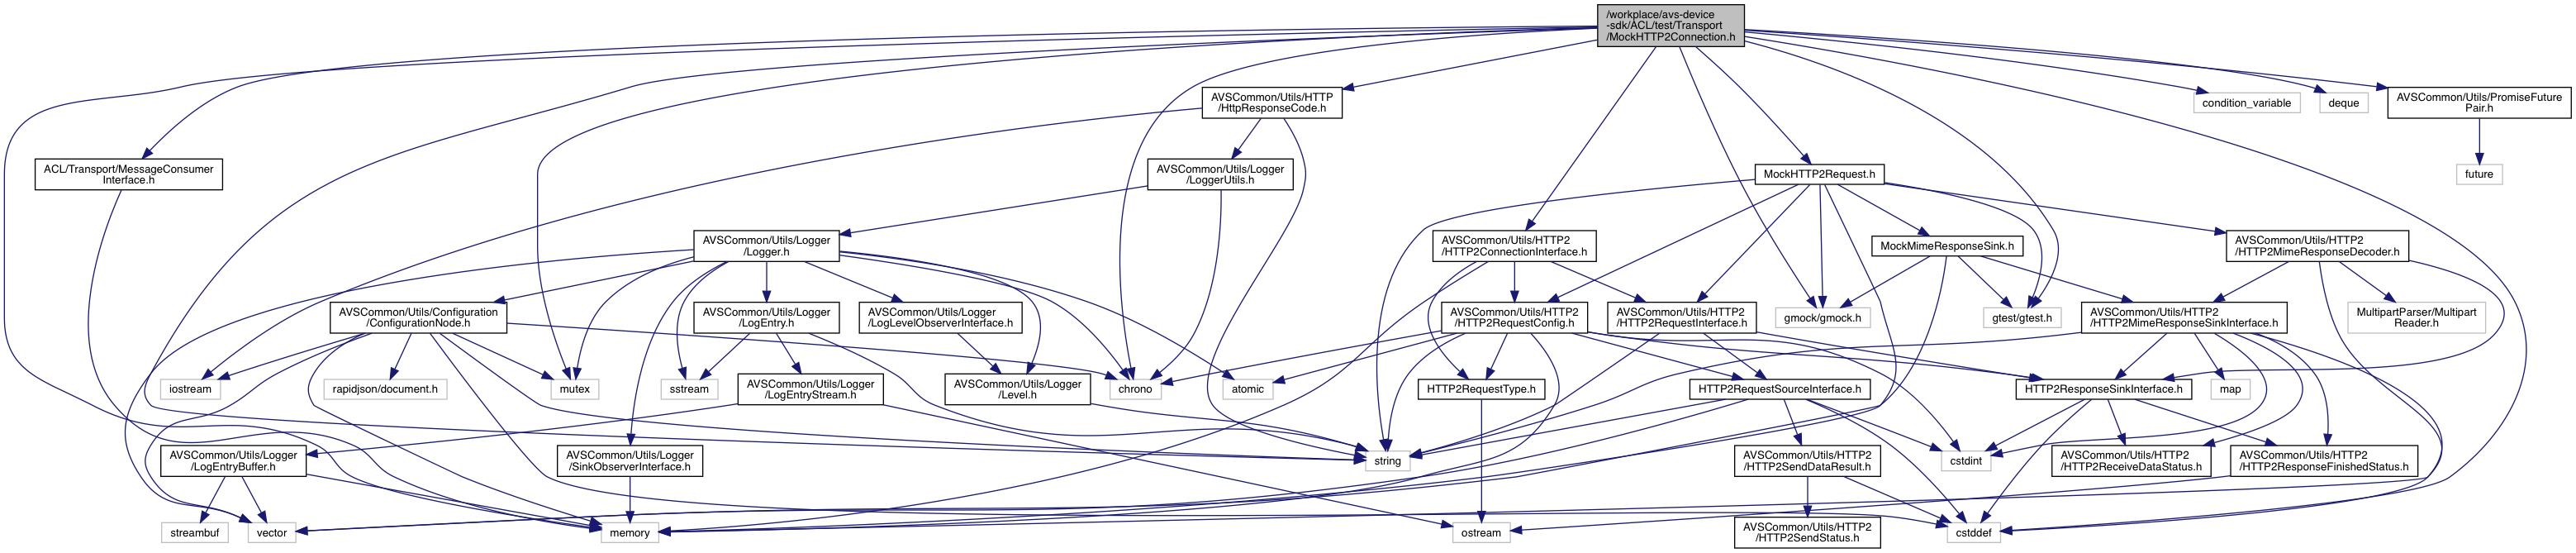 /workplace/avs-device
-sdk/ACL/test/Transport
/MockHTTP2Connection.h
AVSCommon/Utils/HTTP
/HttpResponseCode.h
condition_variable
deque
AVSCommon/Utils/PromiseFuture
Pair.h
ACL/Transport/MessageConsumer
Interface.h
AVSCommon/Utils/Logger
/LoggerUtils.h
MockHTTP2Request.h
future
AVSCommon/Utils/Logger
/Logger.h
AVSCommon/Utils/HTTP2
/HTTP2ConnectionInterface.h
MockMimeResponseSink.h
AVSCommon/Utils/HTTP2
/HTTP2MimeResponseDecoder.h
AVSCommon/Utils/Configuration
/ConfigurationNode.h
AVSCommon/Utils/Logger
/LogEntry.h
AVSCommon/Utils/Logger
/LogLevelObserverInterface.h
AVSCommon/Utils/HTTP2
/HTTP2RequestConfig.h
AVSCommon/Utils/HTTP2
/HTTP2RequestInterface.h
gmock/gmock.h
gtest/gtest.h
AVSCommon/Utils/HTTP2
/HTTP2MimeResponseSinkInterface.h
MultipartParser/Multipart
Reader.h
iostream
rapidjson/document.h
mutex
sstream
AVSCommon/Utils/Logger
/LogEntryStream.h
AVSCommon/Utils/Logger
/Level.h
chrono
atomic
HTTP2RequestType.h
HTTP2RequestSourceInterface.h
HTTP2ResponseSinkInterface.h
map
AVSCommon/Utils/Logger
/LogEntryBuffer.h
AVSCommon/Utils/Logger
/SinkObserverInterface.h
string
AVSCommon/Utils/HTTP2
/HTTP2SendDataResult.h
cstdint
AVSCommon/Utils/HTTP2
/HTTP2ReceiveDataStatus.h
AVSCommon/Utils/HTTP2
/HTTP2ResponseFinishedStatus.h
streambuf
vector
memory
ostream
AVSCommon/Utils/HTTP2
/HTTP2SendStatus.h
cstddef